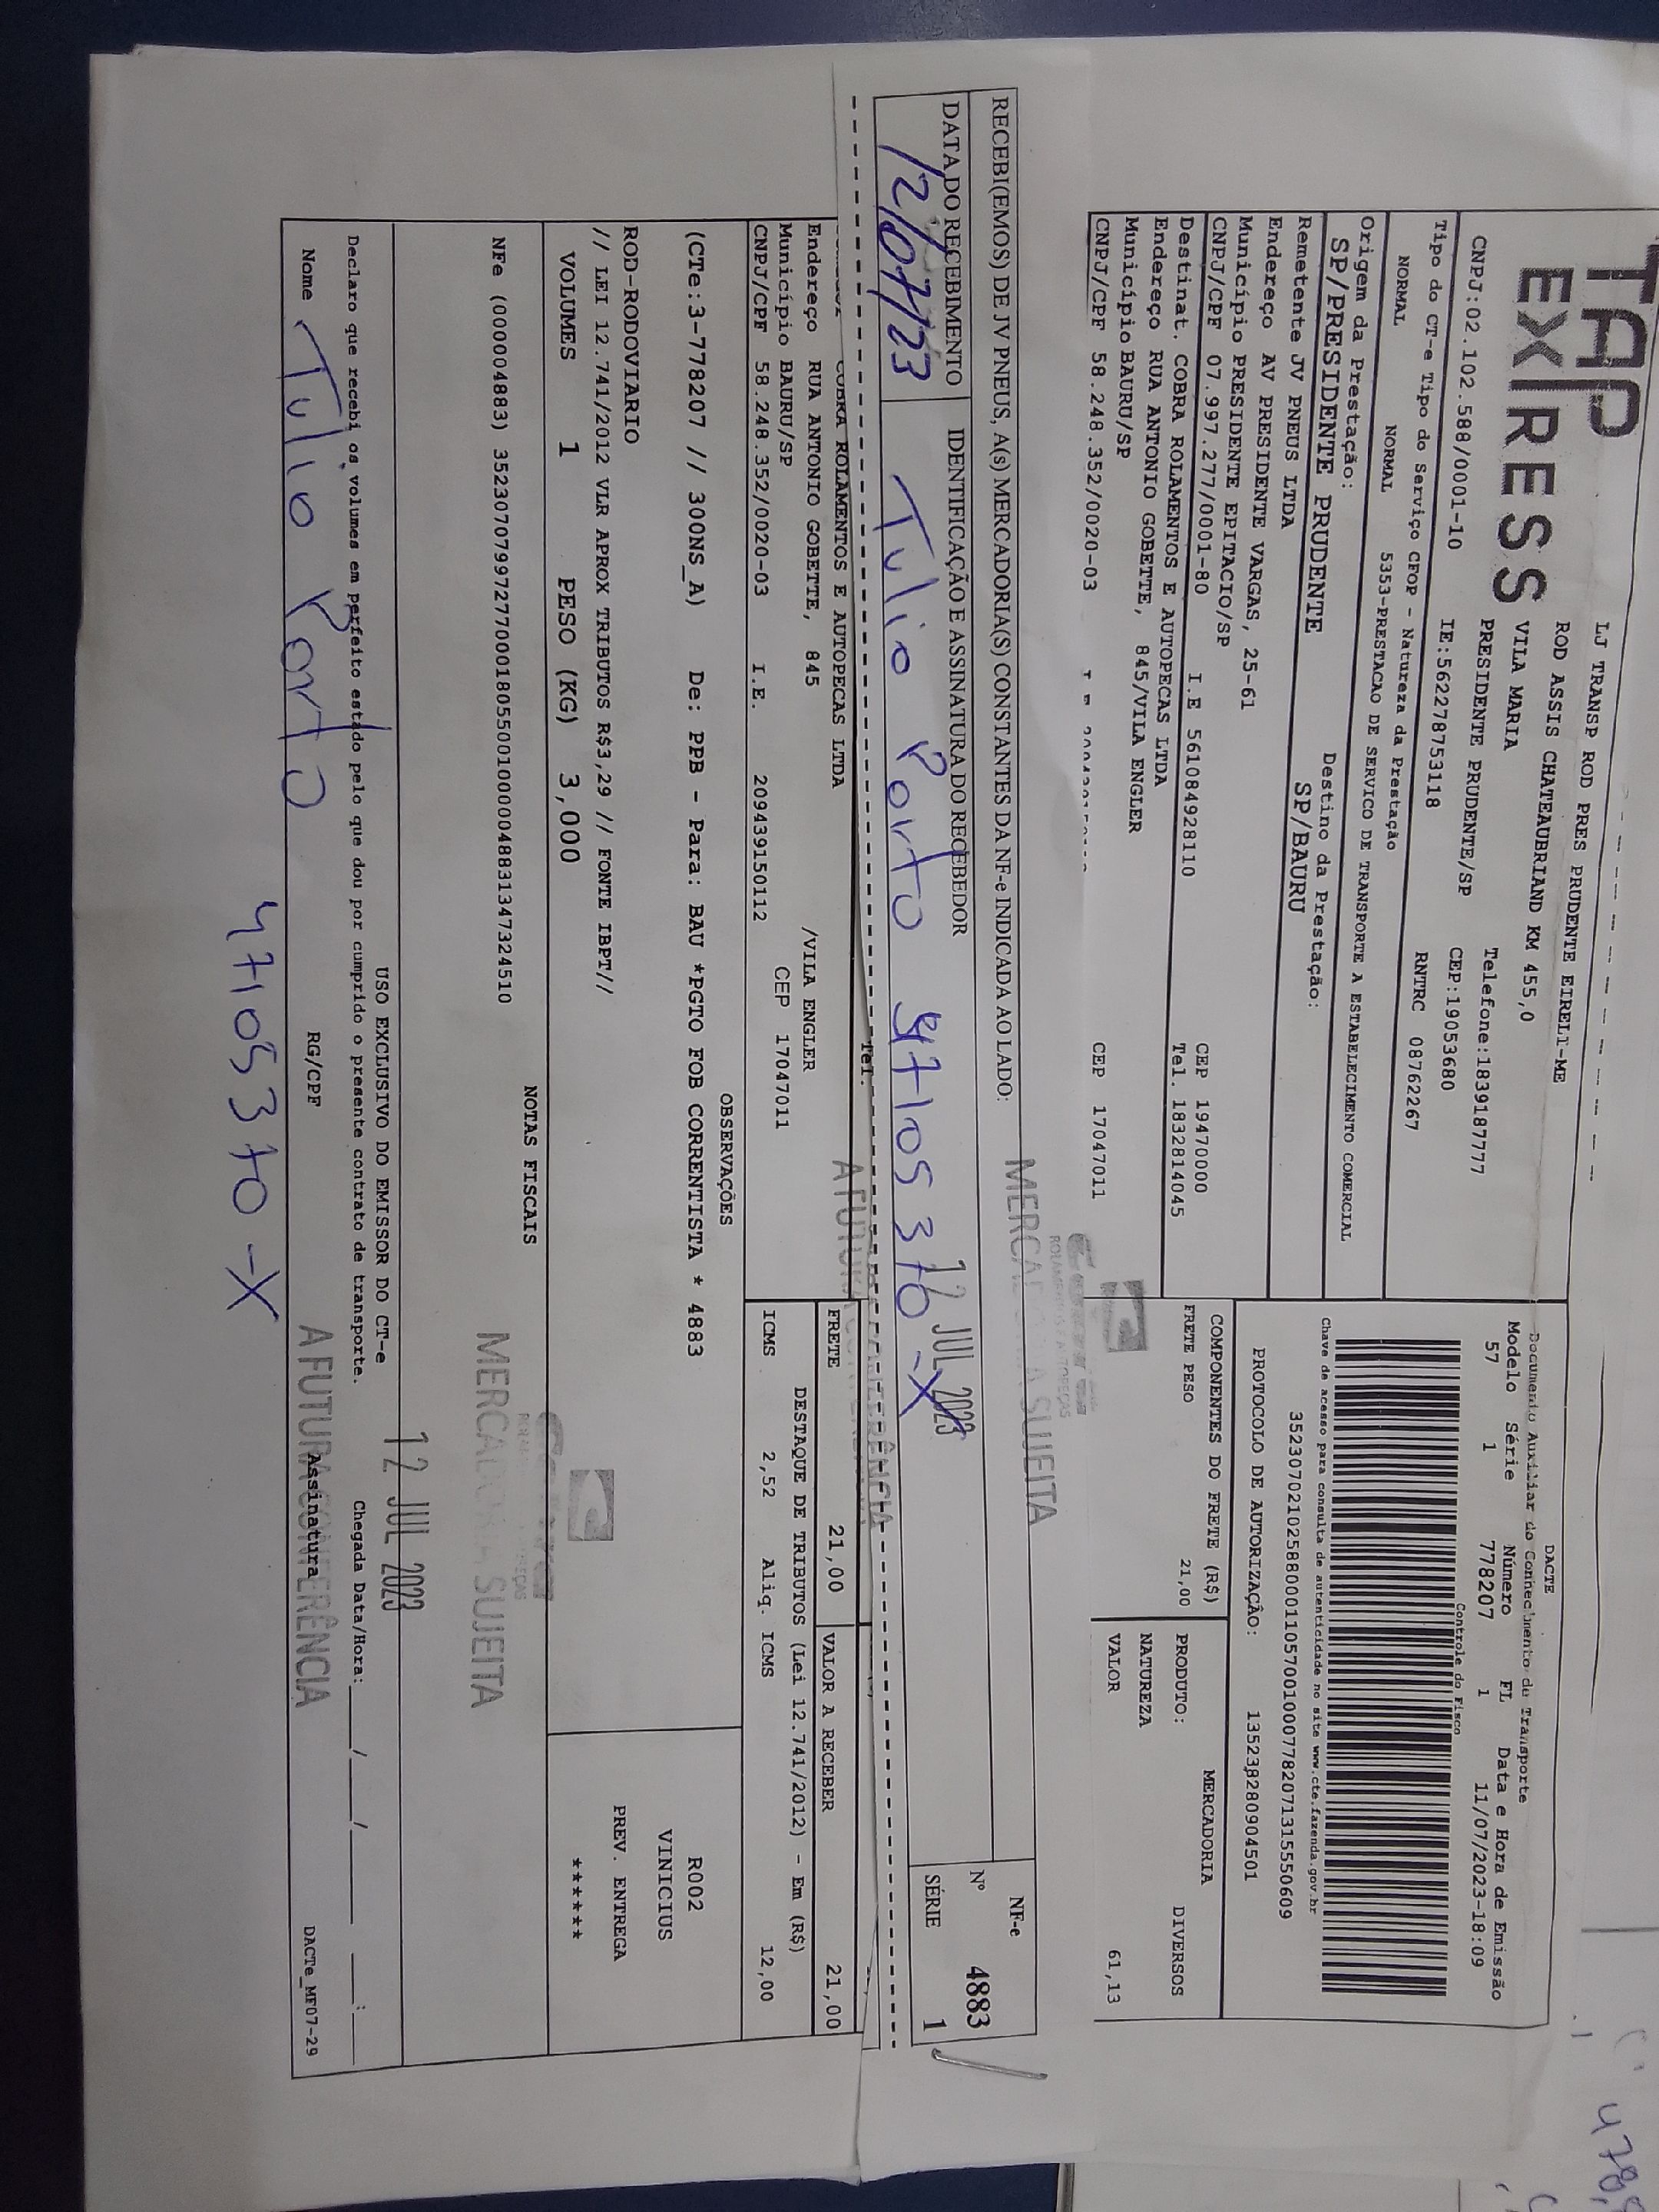 TAP
EXPRESS
LJ TRANSP ROD PRES PRUDENTE EIRELI-ME
ROD ASSIS CHATEAUBRIAND KM 455,0
VILA MARIA
PRESIDENTE PRUDENTE/SP
Telefone:1839187777
CNPJ:02.102.588/0001-10
IE:562278753118
CEP:19053680
RNTRC 08762267
Tipo do CT-e Tipo do Serviço CFOP - Natureza da Prestação
NORMAL NORMAL 5353-PRESTACAO DE SERVICO DE TRANSPORTE A ESTABELECIMENTO COMERCIAL
Origem da Prestação: Destino da Prestação:
SP/PRESIDENTE PRUDENTE SP/BAURU
Remetente JV PNEUS LTDA
Endereço AV PRESIDENTE VARGAS, 25-61
Município PRESIDENTE EPITACIO/SP CEP 19470000
CNPJ/CPF 07.997.277/0001-80 I.E 561084928110 Tel. 1832814045
Destinat. COBRA ROLAMENTOS E AUTOPECAS LTDA
Endereço RUA ANTONIO GOBETTE, 845/VILA ENGLER
Município BAURU/SP CEP 17047011
CNPJ/CPF 58.248.352/0020-03
DACTE
Documento Auxiliar do Conhecimento de Transporte
Modelo Série Número FL Data e Hora de Emissão
57 1 778207 1 11/07/2023-18:09
Controle do Fisco
Chave de acesso para consulta de autenticidade no site www.cte.fazenda.gov.br
35230702102588000110570010007782071315550609
PROTOCOLO DE AUTORIZAÇÃO: 135238280904501
COMPONENTES DO FRETE (R$)
FRETE PESO 21,00
MERCADORIA
PRODUTO: DIVERSOS
NATUREZA
VALOR 61,13
RECEBI(EMOS) DE JV PNEUS, A(s) MERCADORIA(S) CONSTANTES DA NF-e INDICADA AO LADO:
DATA DO RECEBIMENTO IDENTIFICAÇÃO E ASSINATURA DO RECEBEDOR
12/07/23 Tulio Porto 47105370-X
12 JUL 2023
MERCADORIA SUJEITA
A FUTURA CONFERÊNCIA
NF-e
Nº 4883
SÉRIE 1
COBRA ROLAMENTOS E AUTOPECAS LTDA Tel.
Endereço RUA ANTONIO GOBETTE, 845 /VILA ENGLER
Município BAURU/SP CEP 17047011
CNPJ/CPF 58.248.352/0020-03 I.E. 209439150112
FRETE 21,00 VALOR A RECEBER 21,00
DESTAQUE DE TRIBUTOS (Lei 12.741/2012) - Em (R$)
ICMS 2,52 Aliq. ICMS 12,00
OBSERVAÇÕES
(CTe:3-778207 // 300NS_A) De: PPB - Para: BAU *PGTO FOB CORRENTISTA * 4883
ROD-RODOVIARIO
// LEI 12.741/2012 VLR APROX TRIBUTOS R$3,29 // FONTE IBPT//
R002
VINICIUS
VOLUMES 1 PESO (KG) 3,000
PREV. ENTREGA
******
NOTAS FISCAIS
NFe (000004883) 35230707997277000180550010000048831347324510
MERCADORIA SUJEITA
A FUTURA CONFERÊNCIA
12 JUL 2023
USO EXCLUSIVO DO EMISSOR DO CT-e
Declaro que recebi os volumes em perfeito estado pelo que dou por cumprido o presente contrato de transporte. Chegada Data/Hora:___/___/___ __:__
Nome Tulio Porto RG/CPF Assinatura DACTe_MF07-29
47105370-X